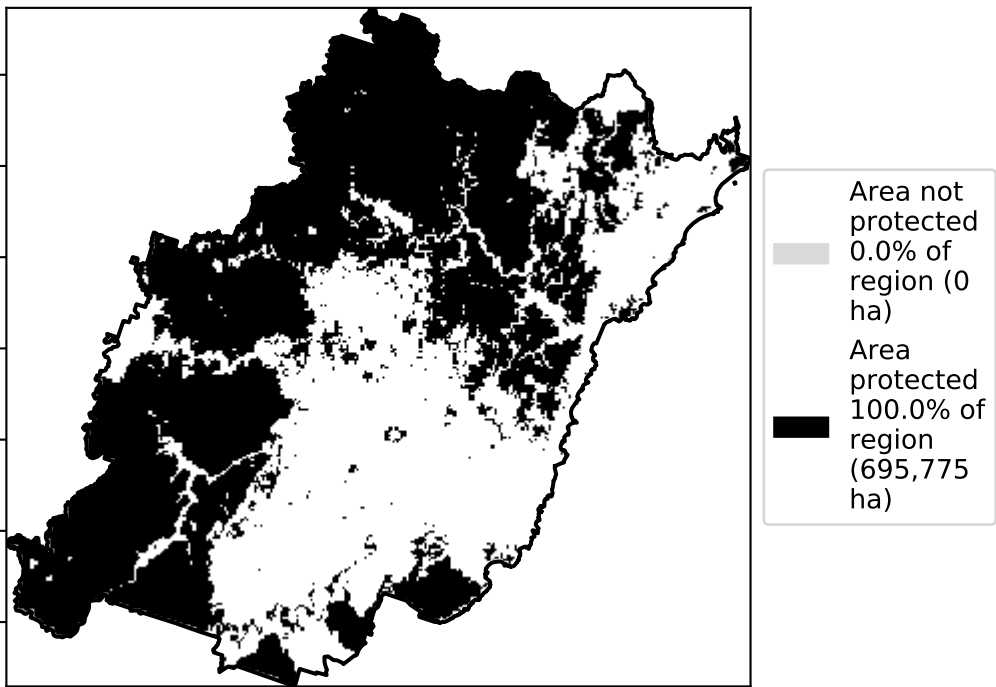 Area not
protected
0.0% of
region (0
ha)
Area
protected
100.0% of
region
(695,775
ha)